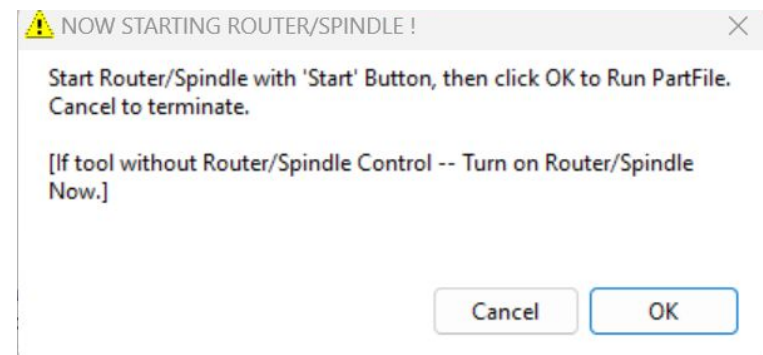 NOW STARTING ROUTER/SPINDLE !
Start Router/Spindle with 'Start' Button, then click OK to Run PartFile.
Cancel to terminate.
[If tool without Router/Spindle Control -- Turn on Router/Spindle
Now.]
Cancel
OK